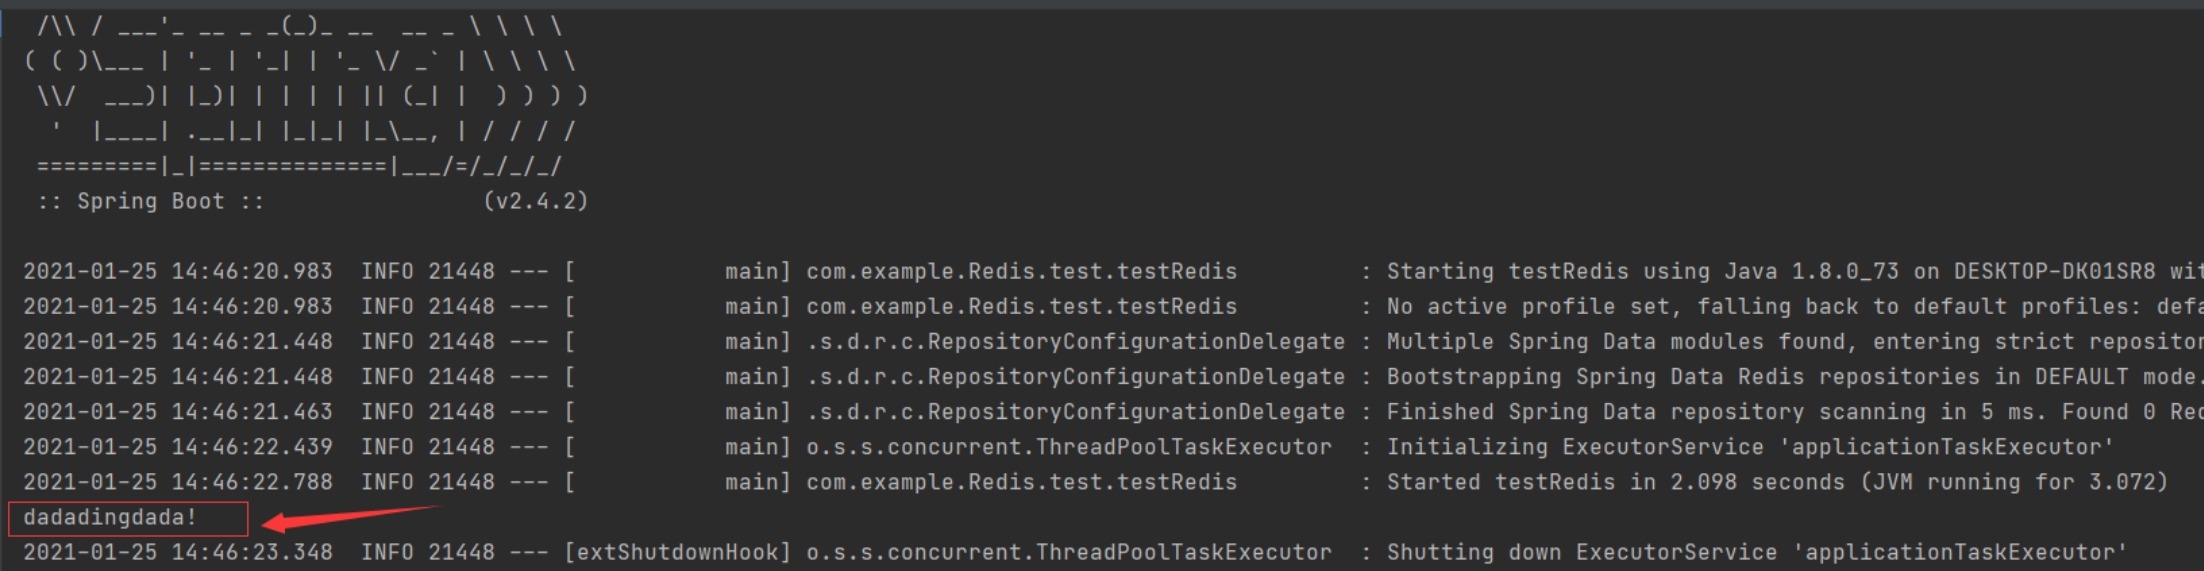 /\\ / ___'_ __ _ _(_)_ __  __ _ \ \ \ \
( ( )\___ | '_ | '_| | '_ \/ _` | \ \ \ \
 \\/  ___)| |_)| | | | | || (_| |  ) ) ) )
  '  |____| .__|_| |_|_| |_\__, | / / / /
 =========|_|==============|___/=/_/_/_/
 :: Spring Boot ::                (v2.4.2)
2021-01-25 14:46:20.983  INFO 21448 --- [           main] com.example.Redis.test.testRedis         : Starting testRedis using Java 1.8.0_73 on DESKTOP-DK01SR8 wit
2021-01-25 14:46:20.983  INFO 21448 --- [           main] com.example.Redis.test.testRedis         : No active profile set, falling back to default profiles: defa
2021-01-25 14:46:21.448  INFO 21448 --- [           main] .s.d.r.c.RepositoryConfigurationDelegate : Multiple Spring Data modules found, entering strict repositor
2021-01-25 14:46:21.448  INFO 21448 --- [           main] .s.d.r.c.RepositoryConfigurationDelegate : Bootstrapping Spring Data Redis repositories in DEFAULT mode.
2021-01-25 14:46:21.463  INFO 21448 --- [           main] .s.d.r.c.RepositoryConfigurationDelegate : Finished Spring Data repository scanning in 5 ms. Found 0 Red
2021-01-25 14:46:22.439  INFO 21448 --- [           main] o.s.s.concurrent.ThreadPoolTaskExecutor  : Initializing ExecutorService 'applicationTaskExecutor'
2021-01-25 14:46:22.788  INFO 21448 --- [           main] com.example.Redis.test.testRedis         : Started testRedis in 2.098 seconds (JVM running for 3.072)
dadadingdada!
2021-01-25 14:46:23.348  INFO 21448 --- [extShutdownHook] o.s.s.concurrent.ThreadPoolTaskExecutor  : Shutting down ExecutorService 'applicationTaskExecutor'